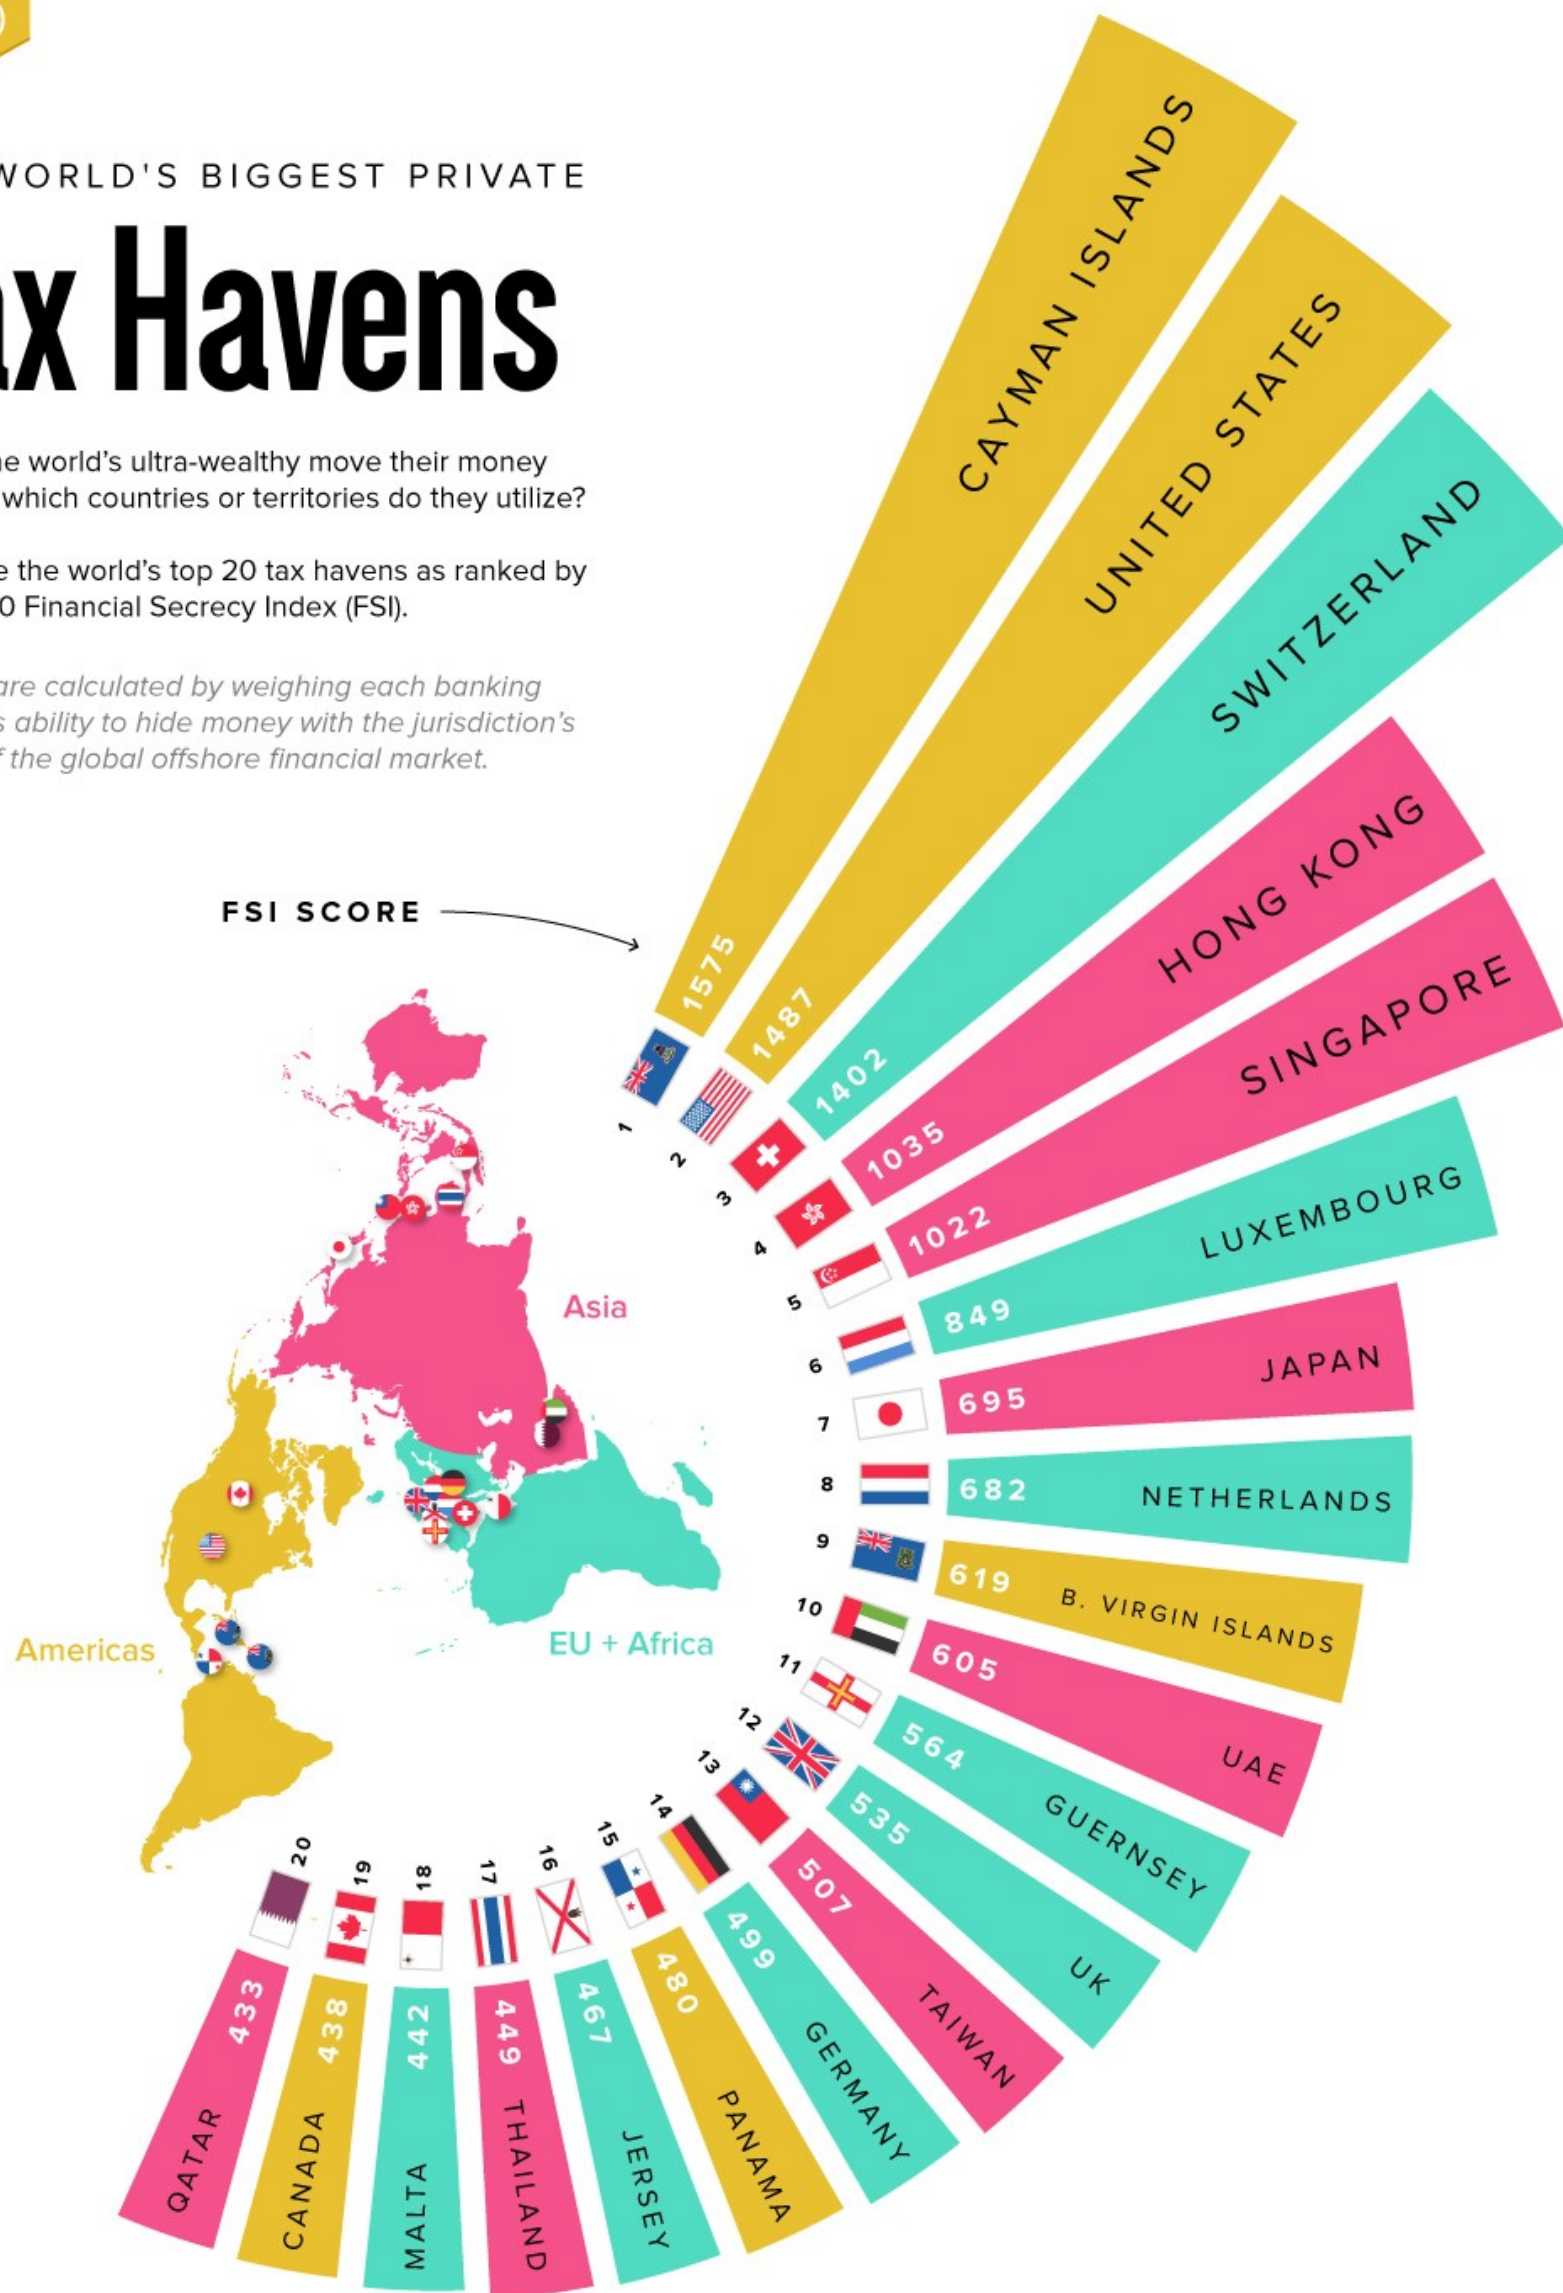 WORLD'S BIGGEST PRIVATE
Havens
world's ultra-wealthy move their money
which countries or territories do they utilize?
the world's top 20 tax havens as ranked by
Financial Secrecy Index (FSI).
are calculated by weighing each banking
ability to hide money with the jurisdiction's
the global offshore financial market.
FSI SCORE
1 1575 CAYMAN ISLANDS
2 1487 UNITED STATES
3 1402 SWITZERLAND
4 1035 HONG KONG
5 1022 SINGAPORE
6 849 LUXEMBOURG
7 695 JAPAN
8 682 NETHERLANDS
9 619 B. VIRGIN ISLANDS
10 605 UAE
11 564 GUERNSEY
12 535 UK
13 507 TAIWAN
14 499 GERMANY
15 480 PANAMA
16 467 JERSEY
17 449 THAILAND
18 442 MALTA
19 438 CANADA
20 433 QATAR
Asia
EU + Africa
Americas